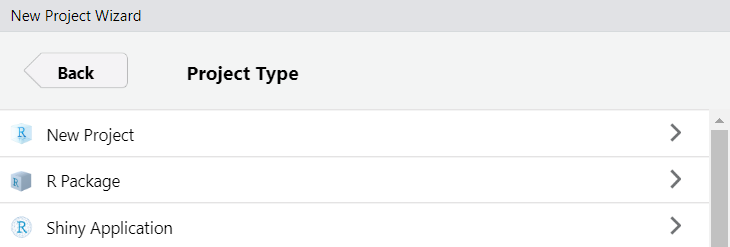 New Project Wizard
Back
Project Type
R New Project
R R Package
R Shiny Application